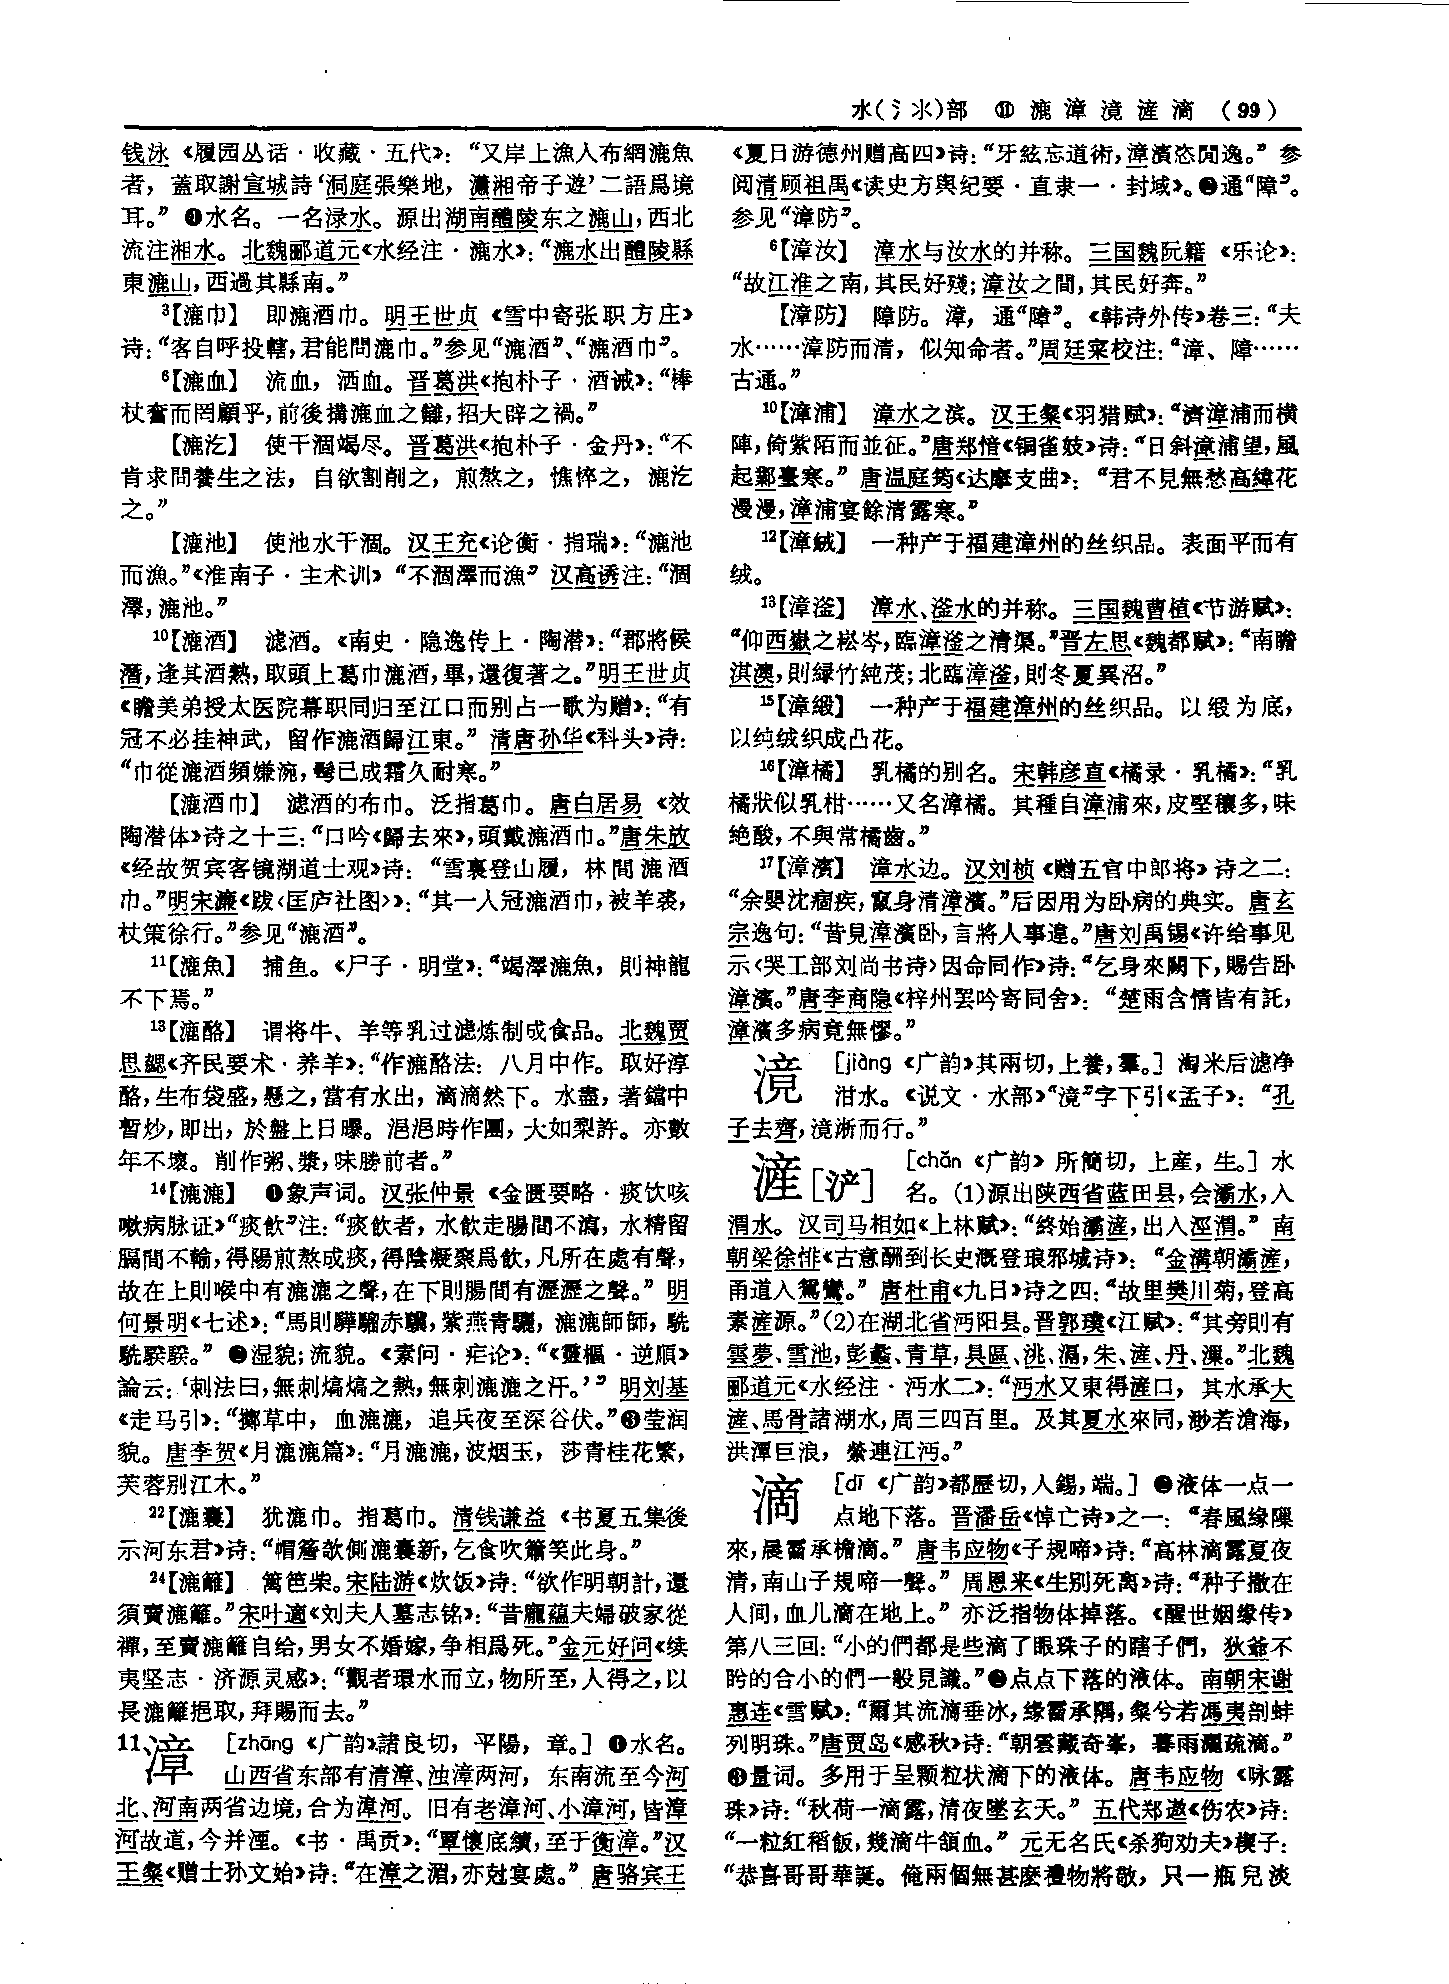 水(氵氺)部 ⑪ 漉漳滰滻滴 (99)
钱泳《履园丛话·收藏·五代》：“又岸上漁人布網漉魚
者，蓋取謝宣城詩‘洞庭張樂地，瀟湘帝子遊’二語爲境
耳。”❹水名。一名渌水。源出湖南醴陵东之漉山，西北
流注湘水。北魏郦道元《水经注·漉水》：“漉水出醴陵縣
東漉山，西過其縣南。”
3【漉巾】 即漉酒巾。明王世贞《雪中寄张职方庄》
诗：“客自呼投轄，君能問漉巾。”参见“漉酒”、“漉酒巾”。
6【漉血】 流血，洒血。晋葛洪《抱朴子·酒诫》：“棒
杖奮而罔顧乎，前後搆漉血之讎，招大辟之禍。”
【漉汔】 使干涸竭尽。晋葛洪《抱朴子·金丹》：“不
肯求問養生之法，自欲割削之，煎熬之，憔悴之，漉汔
之。”
【漉池】 使池水干涸。汉王充《论衡·指瑞》：“漉池
而漁。”《淮南子·主术训》“不涸澤而漁”汉高诱注：“涸
澤，漉池。”
10【漉酒】 滤酒。《南史·隐逸传上·陶潜》：“郡將候
潛，逢其酒熟，取頭上葛巾漉酒，畢，還復著之。”明王世贞
《瞻美弟授太医院幕职同归至江口而别占一歌为赠》：“有
冠不必挂神武，留作漉酒歸江東。”清唐孙华《科头》诗：
“巾從漉酒頻嫌涴，髩已成霜久耐寒。”
【漉酒巾】 滤酒的布巾。泛指葛巾。唐白居易《效
陶潜体》诗之十三：“口吟《歸去來》，頭戴漉酒巾。”唐朱放
《经故贺宾客镜湖道士观》诗：“雪裏登山屐，林間漉酒
巾。”明宋濂《跋〈匡庐社图〉》：“其一人冠漉酒巾，被羊裘，
杖策徐行。”参见“漉酒”。
11【漉魚】 捕鱼。《尸子·明堂》：“竭澤漉魚，則神龍
不下焉。”
13【漉酪】 谓将牛、羊等乳过滤炼制成食品。北魏贾
思勰《齐民要术·养羊》：“作漉酪法：八月中作。取好淳
酪，生布袋盛，懸之，當有水出，滴滴然下。水盡，著鐺中
暫炒，即出，於盤上日曝。浥浥時作團，大如梨許。亦數
年不壞。削作粥、漿，味勝前者。”
14【漉漉】 ❶象声词。汉张仲景《金匮要略·痰饮咳
嗽病脉证》“痰飲”注：“痰飲者，水飲走腸間不瀉，水精留
膈間不輸，得陽煎熬成痰，得陰凝聚爲飲，凡所在處有聲，
故在上則喉中有漉漉之聲，在下則腸間有瀝瀝之聲。”明
何景明《七述》：“馬則驊騮赤驥，紫燕青驪，漉漉師師，駪
駪騤騤。”❷湿貌；流貌。《素问·疟论》：“《靈樞·逆順》
論云：‘刺法曰，無刺熇熇之熱，無刺漉漉之汗。’”明刘基
《走马引》：“擲草中，血漉漉，追兵夜至深谷伏。”❸莹润
貌。唐李贺《月漉漉篇》：“月漉漉，波烟玉，莎青桂花繁，
芙蓉别江木。”
22【漉囊】 犹漉巾。指葛巾。清钱谦益《书夏五集後
示河东君》诗：“帽簷欹側漉囊新，乞食吹簫笑此身。”
24【漉籬】 篱笆柴。宋陆游《炊饭》诗：“欲作明朝計，還
須賣漉籬。”宋叶適《刘夫人墓志铭》：“昔龐蘊夫婦破家從
禪，至賣漉籬自给，男女不婚嫁，争相爲死。”金元好问《续
夷坚志·济源灵感》：“觀者環水而立，物所至，人得之，以
長漉籬挹取，拜賜而去。”
11漳 [zhāng《广韵》諸良切，平陽，章。] ❶水名。
山西省东部有清漳、浊漳两河，东南流至今河
北、河南两省边境，合为漳河。旧有老漳河、小漳河，皆漳
河故道，今并湮。《书·禹贡》：“覃懷底績，至于衡漳。”汉
王粲《赠士孙文始》诗：“在漳之湄，亦尅宴處。”唐骆宾王
《夏日游德州赠高四》诗：“牙絃忘道術，漳濱恣閒逸。”参
阅清顾祖禹《读史方舆纪要·直隶一·封域》。❷通“障”。
参见“漳防”。
6【漳汝】 漳水与汝水的并称。三国魏阮籍《乐论》：
“故江淮之南，其民好殘；漳汝之間，其民好奔。”
【漳防】 障防。漳，通“障”。《韩诗外传》卷三：“夫
水……漳防而清，似知命者。”周廷寀校注：“漳、障……
古通。”
10【漳浦】 漳水之滨。汉王粲《羽猎赋》：“濟漳浦而横
陣，倚紫陌而並征。”唐郑愔《铜雀妓》诗：“日斜漳浦望，風
起鄴臺寒。”唐温庭筠《达摩支曲》：“君不見無愁高緯花
漫漫，漳浦宴餘清露寒。”
12【漳絨】 一种产于福建漳州的丝织品。表面平而有
绒。
13【漳滏】 漳水、滏水的并称。三国魏曹植《节游赋》：
“仰西嶽之崧岑，臨漳滏之清渠。”晋左思《魏都赋》：“南瞻
淇澳，則緑竹純茂；北臨漳滏，則冬夏異沼。”
15【漳緞】 一种产于福建漳州的丝织品。以缎为底，
以纯绒织成凸花。
16【漳橘】 乳橘的别名。宋韩彦直《橘录·乳橘》：“乳
橘狀似乳柑……又名漳橘。其種自漳浦來，皮堅穰多，味
絶酸，不與常橘齒。”
17【漳濱】 漳水边。汉刘桢《赠五官中郎将》诗之二：
“余嬰沈痼疾，竄身清漳濱。”后因用为卧病的典实。唐玄
宗逸句：“昔見漳濱卧，言將人事違。”唐刘禹锡《许给事见
示〈哭工部刘尚书诗〉因命同作》诗：“乞身來闕下，賜告卧
漳濱。”唐李商隐《梓州罢吟寄同舍》：“楚雨含情皆有託，
漳濱多病竟無憀。”
滰 [jiàng《广韵》其兩切，上養，羣。] 淘米后滤净
泔水。《说文·水部》“滰”字下引《孟子》：“孔
子去齊，滰淅而行。”
滻[浐] [chǎn《广韵》所簡切，上産，生。] 水
名。(1)源出陕西省蓝田县，会灞水，入
渭水。汉司马相如《上林赋》：“終始灞滻，出入涇渭。”南
朝梁徐悱《古意酬到长史溉登琅邪城诗》：“金溝朝灞滻，
甬道入鴛鸞。”唐杜甫《九日》诗之四：“故里樊川菊，登高
素滻源。”(2)在湖北省沔阳县。晋郭璞《江赋》：“其旁則有
雲夢、雷池，彭蠡、青草，具區、洮、滆，朱、滻、丹、漅。”北魏
郦道元《水经注·沔水二》：“沔水又東得滻口，其水承大
滻、馬骨諸湖水，周三四百里。及其夏水來同，渺若滄海，
洪潭巨浪，縈連江沔。”
滴 [dī《广韵》都歷切，入錫，端。] ❶液体一点一
点地下落。晋潘岳《悼亡诗》之一：“春風緣隟
來，晨霤承檐滴。”唐韦应物《子规啼》诗：“高林滴露夏夜
清，南山子規啼一聲。”周恩来《生别死离》诗：“种子撒在
人间，血儿滴在地上。”亦泛指物体掉落。《醒世姻缘传》
第八三回：“小的們都是些滴了眼珠子的瞎子們，狄爺不
盻的合小的們一般見識。”❷点点下落的液体。南朝宋谢
惠连《雪赋》：“爾其流滴垂冰，緣霤承隅，粲兮若馮夷剖蚌
列明珠。”唐贾岛《感秋》诗：“朝雲藏奇峯，暮雨灑疏滴。”
❸量词。多用于呈颗粒状滴下的液体。唐韦应物《咏露
珠》诗：“秋荷一滴露，清夜墜玄天。”五代郑遨《伤农》诗：
“一粒紅稻飯，幾滴牛頷血。”元无名氏《杀狗劝夫》楔子：
“恭喜哥哥華誕。俺兩個無甚麽禮物將敬，只一瓶兒淡